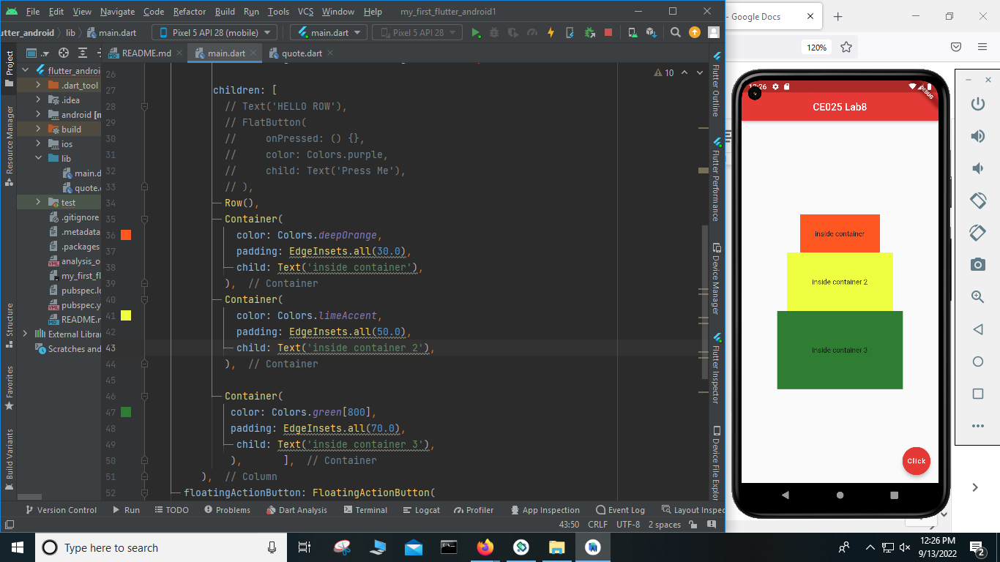 File Edit View Navigate Code Refactor Build Run Tools VCS Window Help my_first_flutter_android1
- Google Docs
utter_android lib main.dart Pixel 5 API 28 (mobile) main.dart Pixel 5 API 28
120%
Project
README.md main.dart quote.dart
flutter_androi
.dart_tool
.idea
android [m
build
ios
lib
main.d
quote.
test
.gitignore
.metadata
.packages
analysis_o
my_first_fl
pubspec.lo
pubspec.y
README.m
External Librar
Scratches and
Resource Manager
Structure
Favorites
Build Variants
10
26
27 children: [
28 // Text('HELLO ROW'),
29 // FlatButton(
30 // onPressed: () {},
31 // color: Colors.purple,
32 // child: Text('Press Me'),
33 // ),
34 Row(),
35 Container(
36 color: Colors.deepOrange,
37 padding: EdgeInsets.all(30.0),
38 child: Text('inside container'),
39 ), // Container
40 Container(
41 color: Colors.limeAccent,
42 padding: EdgeInsets.all(50.0),
43 child: Text('inside container 2'),
44 ), // Container
45
46 Container(
47 color: Colors.green[800],
48 padding: EdgeInsets.all(70.0),
49 child: Text('inside container 3'),
50 ), ], // Container
51 ), // Column
52 floatingActionButton: FloatingActionButton(
Flutter Outline
Flutter Performance
Device Manager
Flutter Inspector
Device File Explor
12:26
DEBUG
CE025 Lab8
inside container
inside container 2
inside container 3
Click
Version Control Run TODO Problems Dart Analysis Terminal Logcat Profiler App Inspection Event Log Layout Inspec
43:50 CRLF UTF-8 2 spaces
Type here to search
12:26 PM
9/13/2022
2